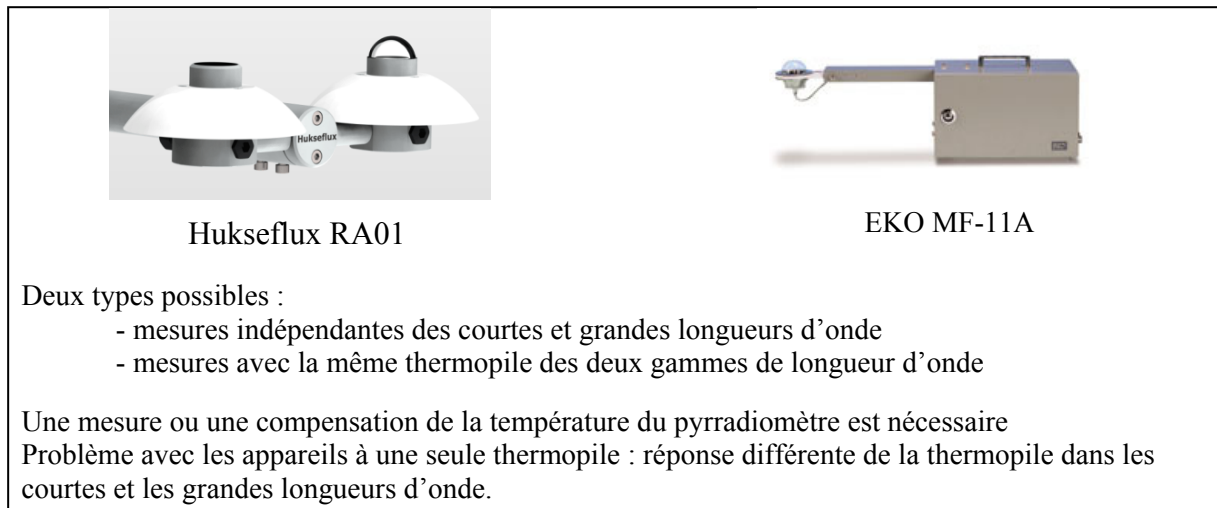 Hukseflux
Hukseflux RA01
EKO MF-11A
Deux types possibles :
- mesures indépendantes des courtes et grandes longueurs d'onde
- mesures avec la même thermopile des deux gammes de longueur d'onde
Une mesure ou une compensation de la température du pyrradiomètre est nécessaire
Problème avec les appareils à une seule thermopile : réponse différente de la thermopile dans les
courtes et les grandes longueurs d'onde.